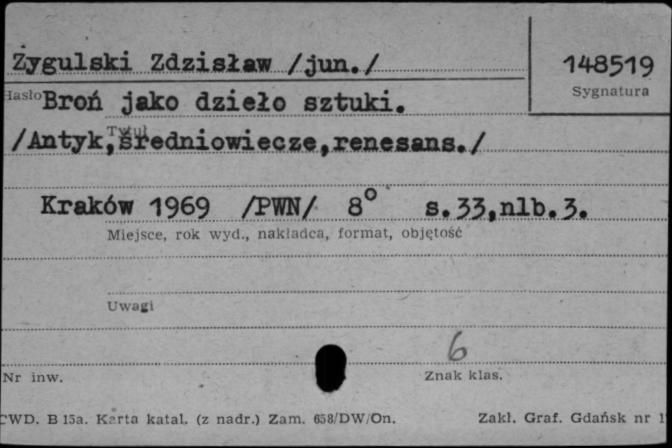 Zygulski Zdzisław /jun./
148519
Sygnatura
Hasło Broń jako dzieło sztuki.
Tytuł
/Antyk,średniowiecze,renesans./
Kraków 1969 /PWN/ 8° s.33,nlb.3.
Miejsce, rok wyd., nakładca, format, objętość
Uwagi
6
Nr inw.
Znak klas.
CWD. B 15a. Karta katal. (z nadr.) Zam. 658/DW/On.
Zakł. Graf. Gdańsk nr